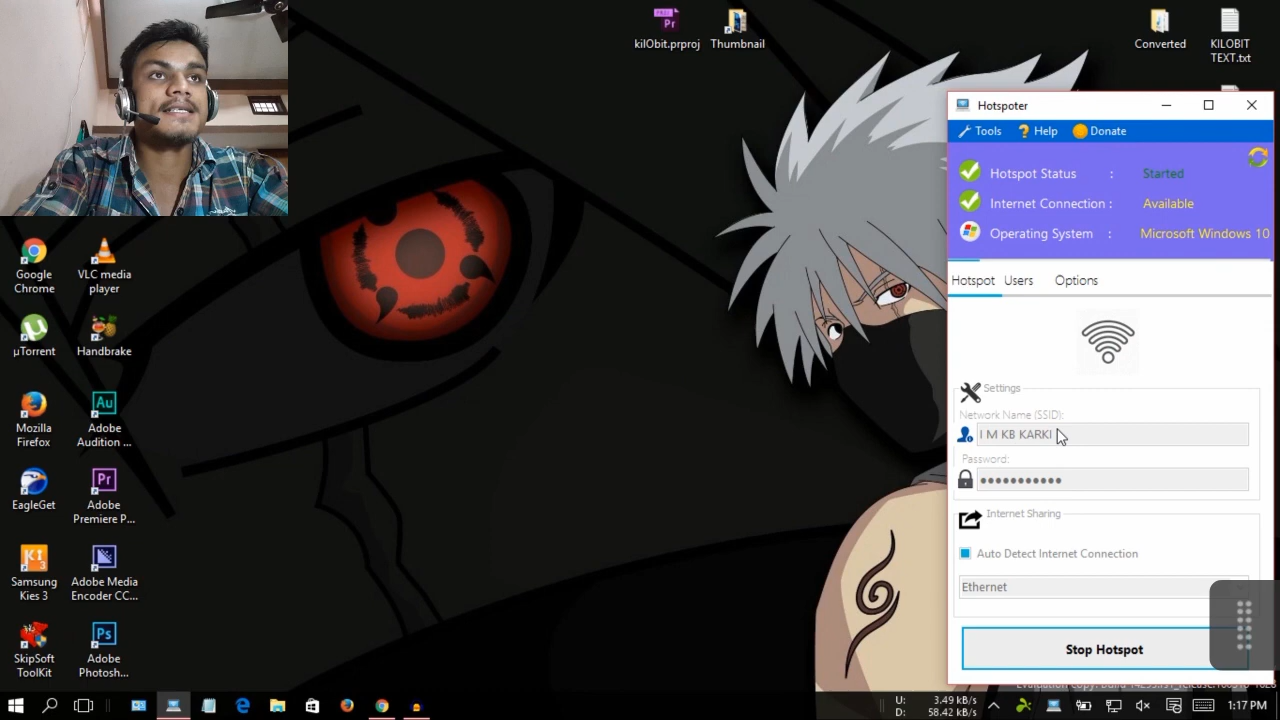 kilObit.prproj
Thumbnail
Converted
KILOBIT
TEXT.txt
Hotspoter
Tools
Help
Donate
Hotspot Status :
Started
Internet Connection :
Available
Operating System :
Microsoft Windows 10
Hotspot
Users
Options
Settings
Network Name (SSID):
I M KB KARKI
Password:
Internet Sharing
Auto Detect Internet Connection
Ethernet
Stop Hotspot
Google
Chrome
VLC media
player
µTorrent
Handbrake
Mozilla
Firefox
Adobe
Audition ...
EagleGet
Adobe
Premiere P...
Samsung
Kies 3
Adobe Media
Encoder CC...
SkipSoft
ToolKit
Adobe
Photosh...
U: 3.49 kB/s
D: 58.42 kB/s
1:17 PM